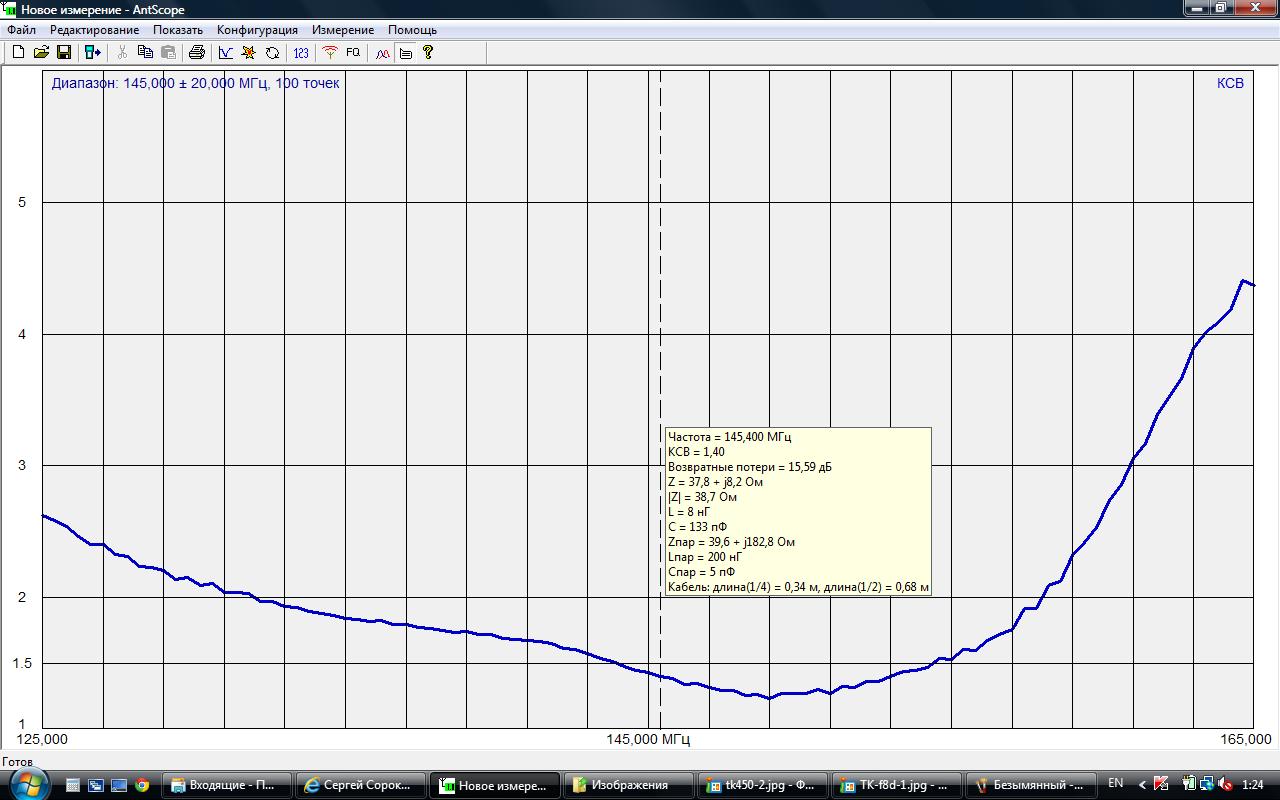 Новое измерение - AntScope
Файл Редактирование Показать Конфигурация Измерение Помощь
123 FQ ?
Диапазон: 145,000 ± 20,000 МГц, 100 точек
КСВ
5
4
3
2
1.5
1
Частота = 145,400 МГц
КСВ = 1,40
Возвратные потери = 15,59 дБ
Z = 37,8 + j8,2 Ом
|Z| = 38,7 Ом
L = 8 нГ
C = 133 пФ
Zпар = 39,6 + j182,8 Ом
Lпар = 200 нГ
Cпар = 5 пФ
Кабель: длина(1/4) = 0,34 м, длина(1/2) = 0,68 м
125,000 145,000 МГц 165,000
Готов
Входящие - П... Сергей Сорок... Новое измере... Изображения tk450-2.jpg - Ф... TK-f8d-1.jpg - ... Безымянный -... EN 1:24